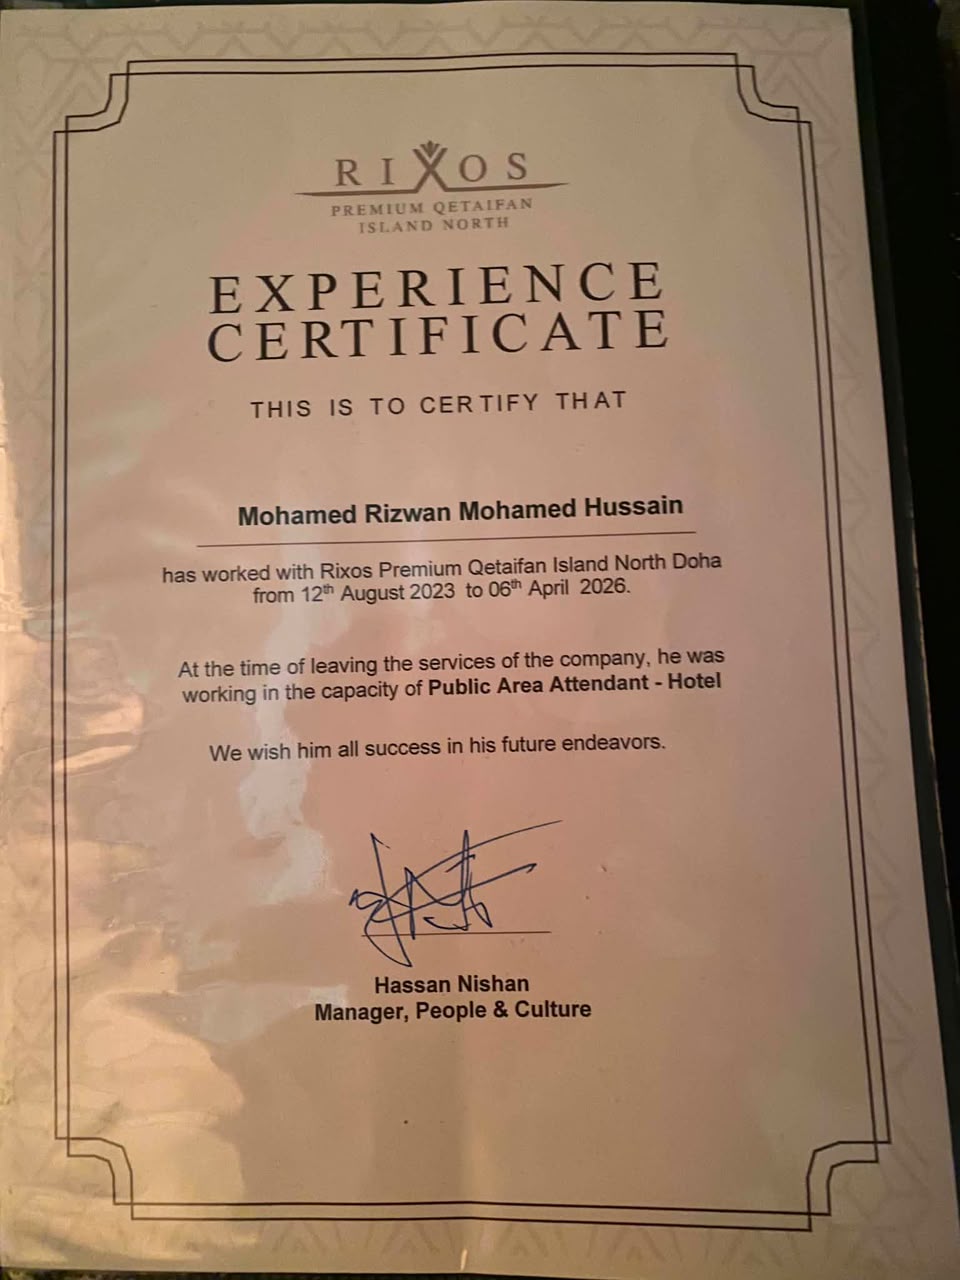 RIXOS
PREMIUM QETAIFAN
ISLAND NORTH
EXPERIENCE
CERTIFICATE
THIS IS TO CERTIFY THAT
Mohamed Rizwan Mohamed Hussain
has worked with Rixos Premium Qetaifan Island North Doha
from 12th August 2023 to 06th April 2026.
At the time of leaving the services of the company, he was
working in the capacity of Public Area Attendant - Hotel
We wish him all success in his future endeavors.
Hassan Nishan
Manager, People & Culture